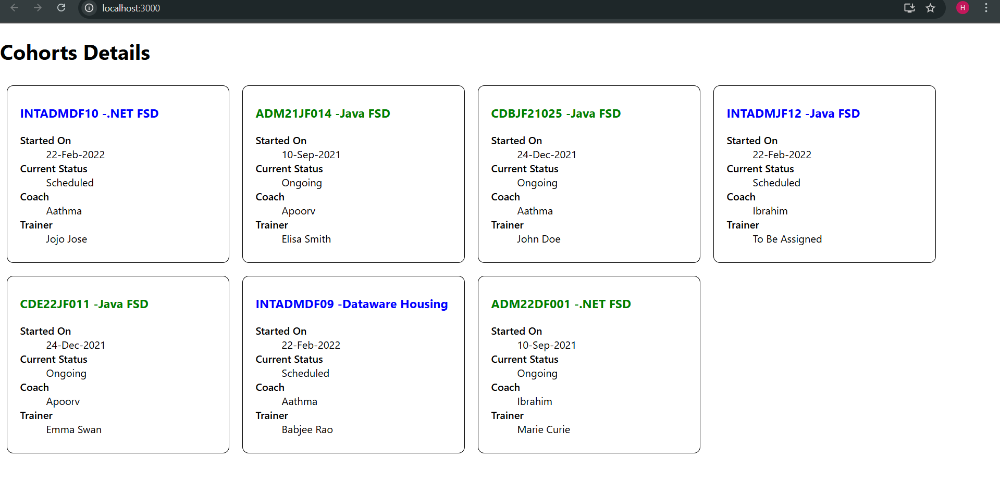 localhost:3000
H
Cohorts Details
INTADMDF10 -.NET FSD
Started On
22-Feb-2022
Current Status
Scheduled
Coach
Aathma
Trainer
Jojo Jose
ADM21JF014 -Java FSD
Started On
10-Sep-2021
Current Status
Ongoing
Coach
Apoorv
Trainer
Elisa Smith
CDBJF21025 -Java FSD
Started On
24-Dec-2021
Current Status
Ongoing
Coach
Aathma
Trainer
John Doe
INTADMJF12 -Java FSD
Started On
22-Feb-2022
Current Status
Scheduled
Coach
Ibrahim
Trainer
To Be Assigned
CDE22JF011 -Java FSD
Started On
24-Dec-2021
Current Status
Ongoing
Coach
Apoorv
Trainer
Emma Swan
INTADMDF09 -Dataware Housing
Started On
22-Feb-2022
Current Status
Scheduled
Coach
Aathma
Trainer
Babjee Rao
ADM22DF001 -.NET FSD
Started On
10-Sep-2021
Current Status
Ongoing
Coach
Ibrahim
Trainer
Marie Curie